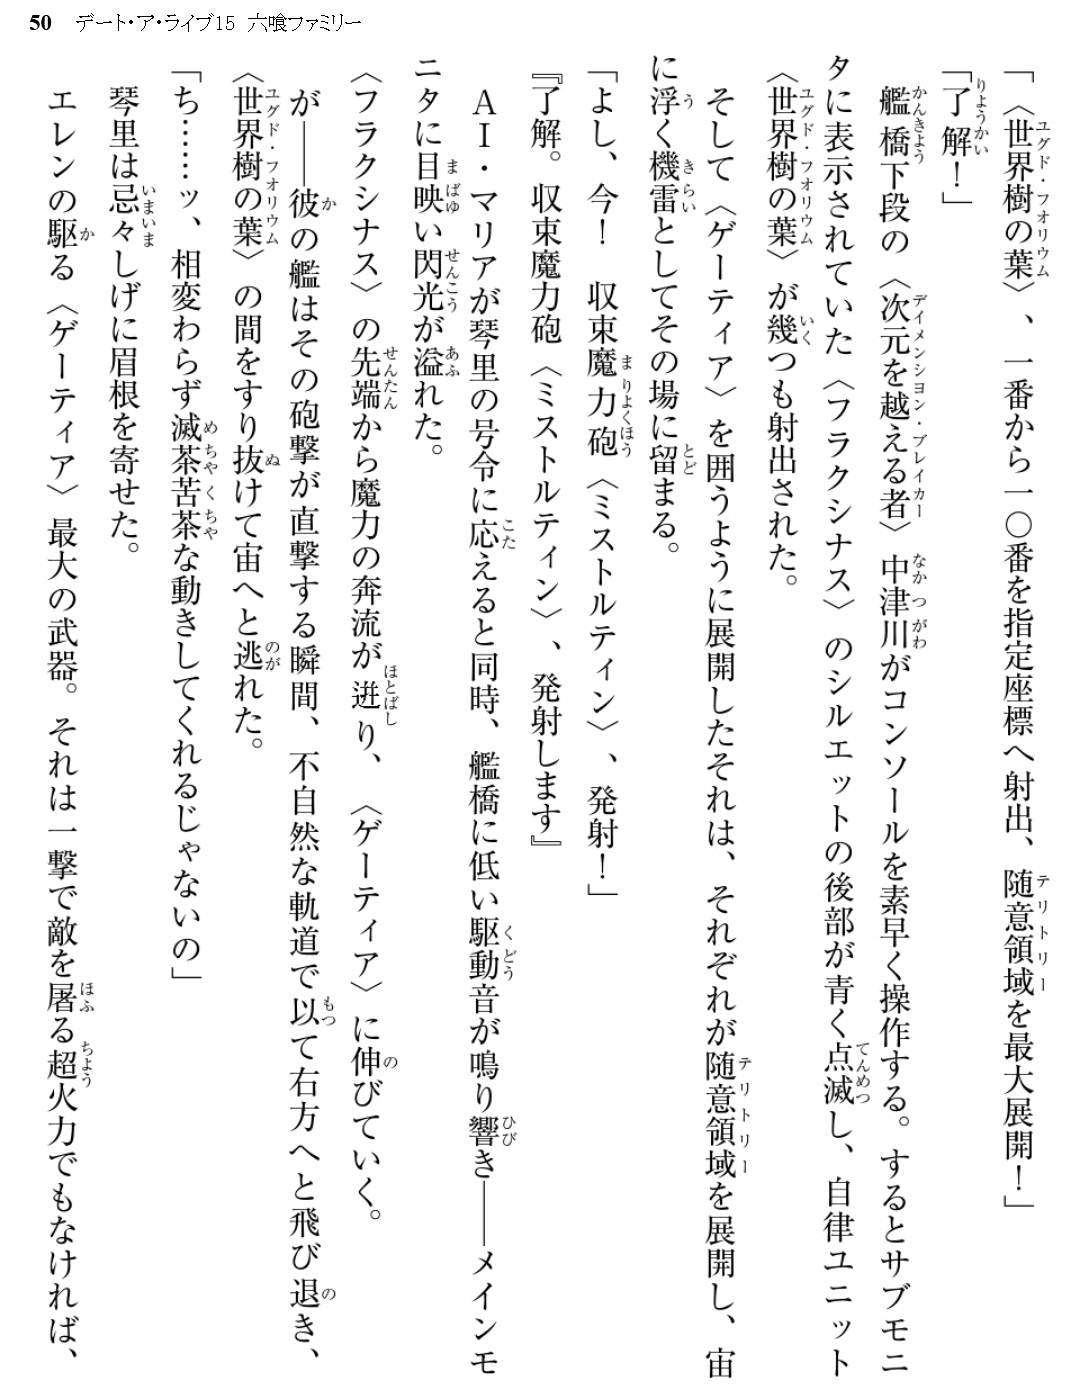 50 デート・ア・ライブ15 六喰ファミリー
「〈世界樹の葉〉、一番から一〇番を指定座標へ射出、随意領域を最大展開！」
「了解！」
艦橋下段の〈次元を越える者〉中津川がコンソールを素早く操作する。するとサブモニ
タに表示されていた〈フラクシナス〉のシルエットの後部が青く点滅し、自律ユニット
〈世界樹の葉〉が幾つも射出された。
そして〈ゲーティア〉を囲うように展開したそれは、それぞれが随意領域を展開し、宙
に浮く機雷としてその場に留まる。
「よし、今！ 収束魔力砲〈ミストルティン〉、発射！」
『了解。収束魔力砲〈ミストルティン〉、発射します』
ＡＩ・マリアが琴里の号令に応えると同時、艦橋に低い駆動音が鳴り響き――メインモ
ニタに目映い閃光が溢れた。
〈フラクシナス〉の先端から魔力の奔流が迸り、〈ゲーティア〉に伸びていく。
が――彼の艦はその砲撃が直撃する瞬間、不自然な軌道で以て右方へと飛び退き、
〈世界樹の葉〉の間をすり抜けて宙へと逃れた。
「ち……ッ、相変わらず滅茶苦茶な動きしてくれるじゃないの」
琴里は忌々しげに眉根を寄せた。
エレンの駆る〈ゲーティア〉最大の武器。それは一撃で敵を屠る超火力でもなければ、